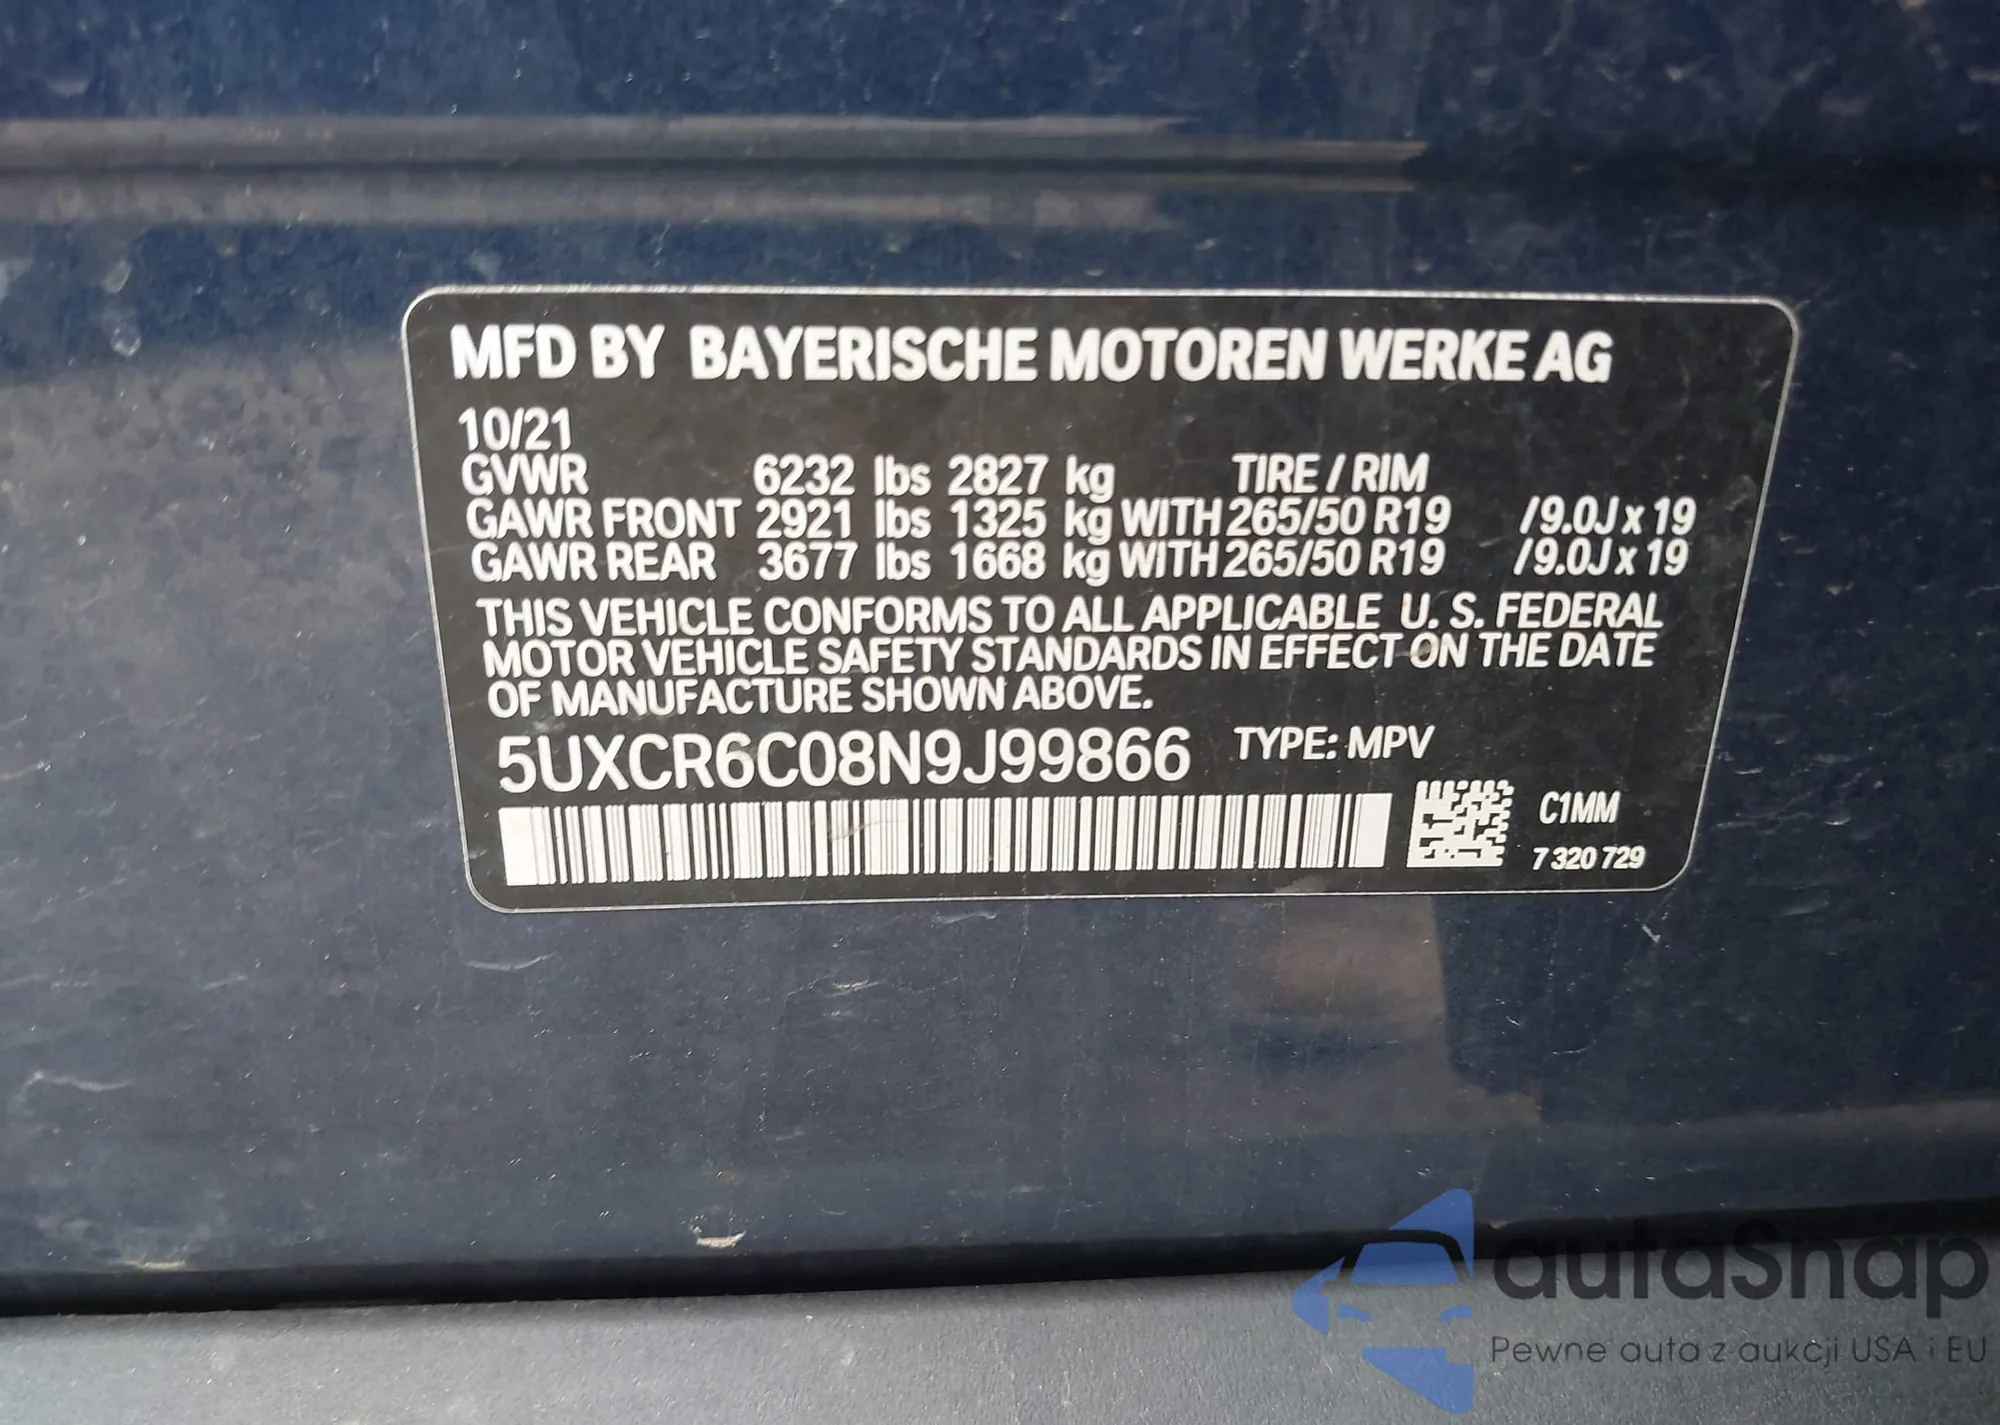 MFD BY BAYERISCHE MOTOREN WERKE AG
10/21
GVWR 6232 lbs 2827 kg TIRE / RIM
GAWR FRONT 2921 lbs 1325 kg WITH 265/50 R19 /9.0J x 19
GAWR REAR 3677 lbs 1668 kg WITH 265/50 R19 /9.0J x 19
THIS VEHICLE CONFORMS TO ALL APPLICABLE U. S. FEDERAL
MOTOR VEHICLE SAFETY STANDARDS IN EFFECT ON THE DATE
OF MANUFACTURE SHOWN ABOVE.
5UXCR6C08N9J99866 TYPE: MPV
C1MM
7 320 729
autaSnap
Pewne auta z aukcji USA i EU